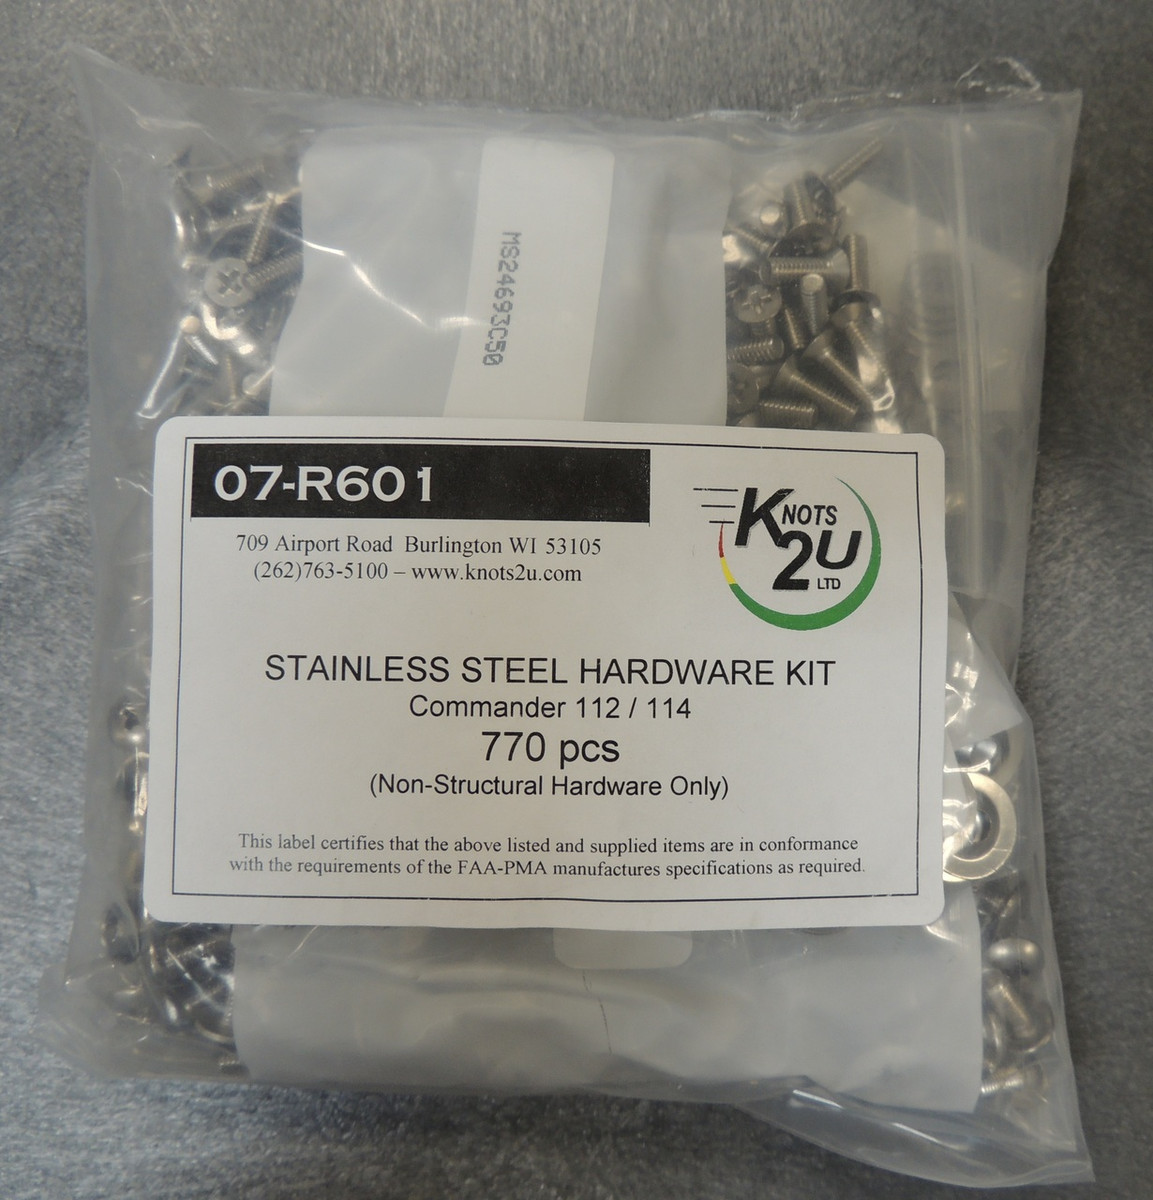 MS24693C50
07-R601
KNOTS
2U
LTD
709 Airport Road Burlington WI 53105
(262)763-5100 – www.knots2u.com
STAINLESS STEEL HARDWARE KIT
Commander 112 / 114
770 pcs
(Non-Structural Hardware Only)
This label certifies that the above listed and supplied items are in conformance
with the requirements of the FAA-PMA manufactures specifications as required.